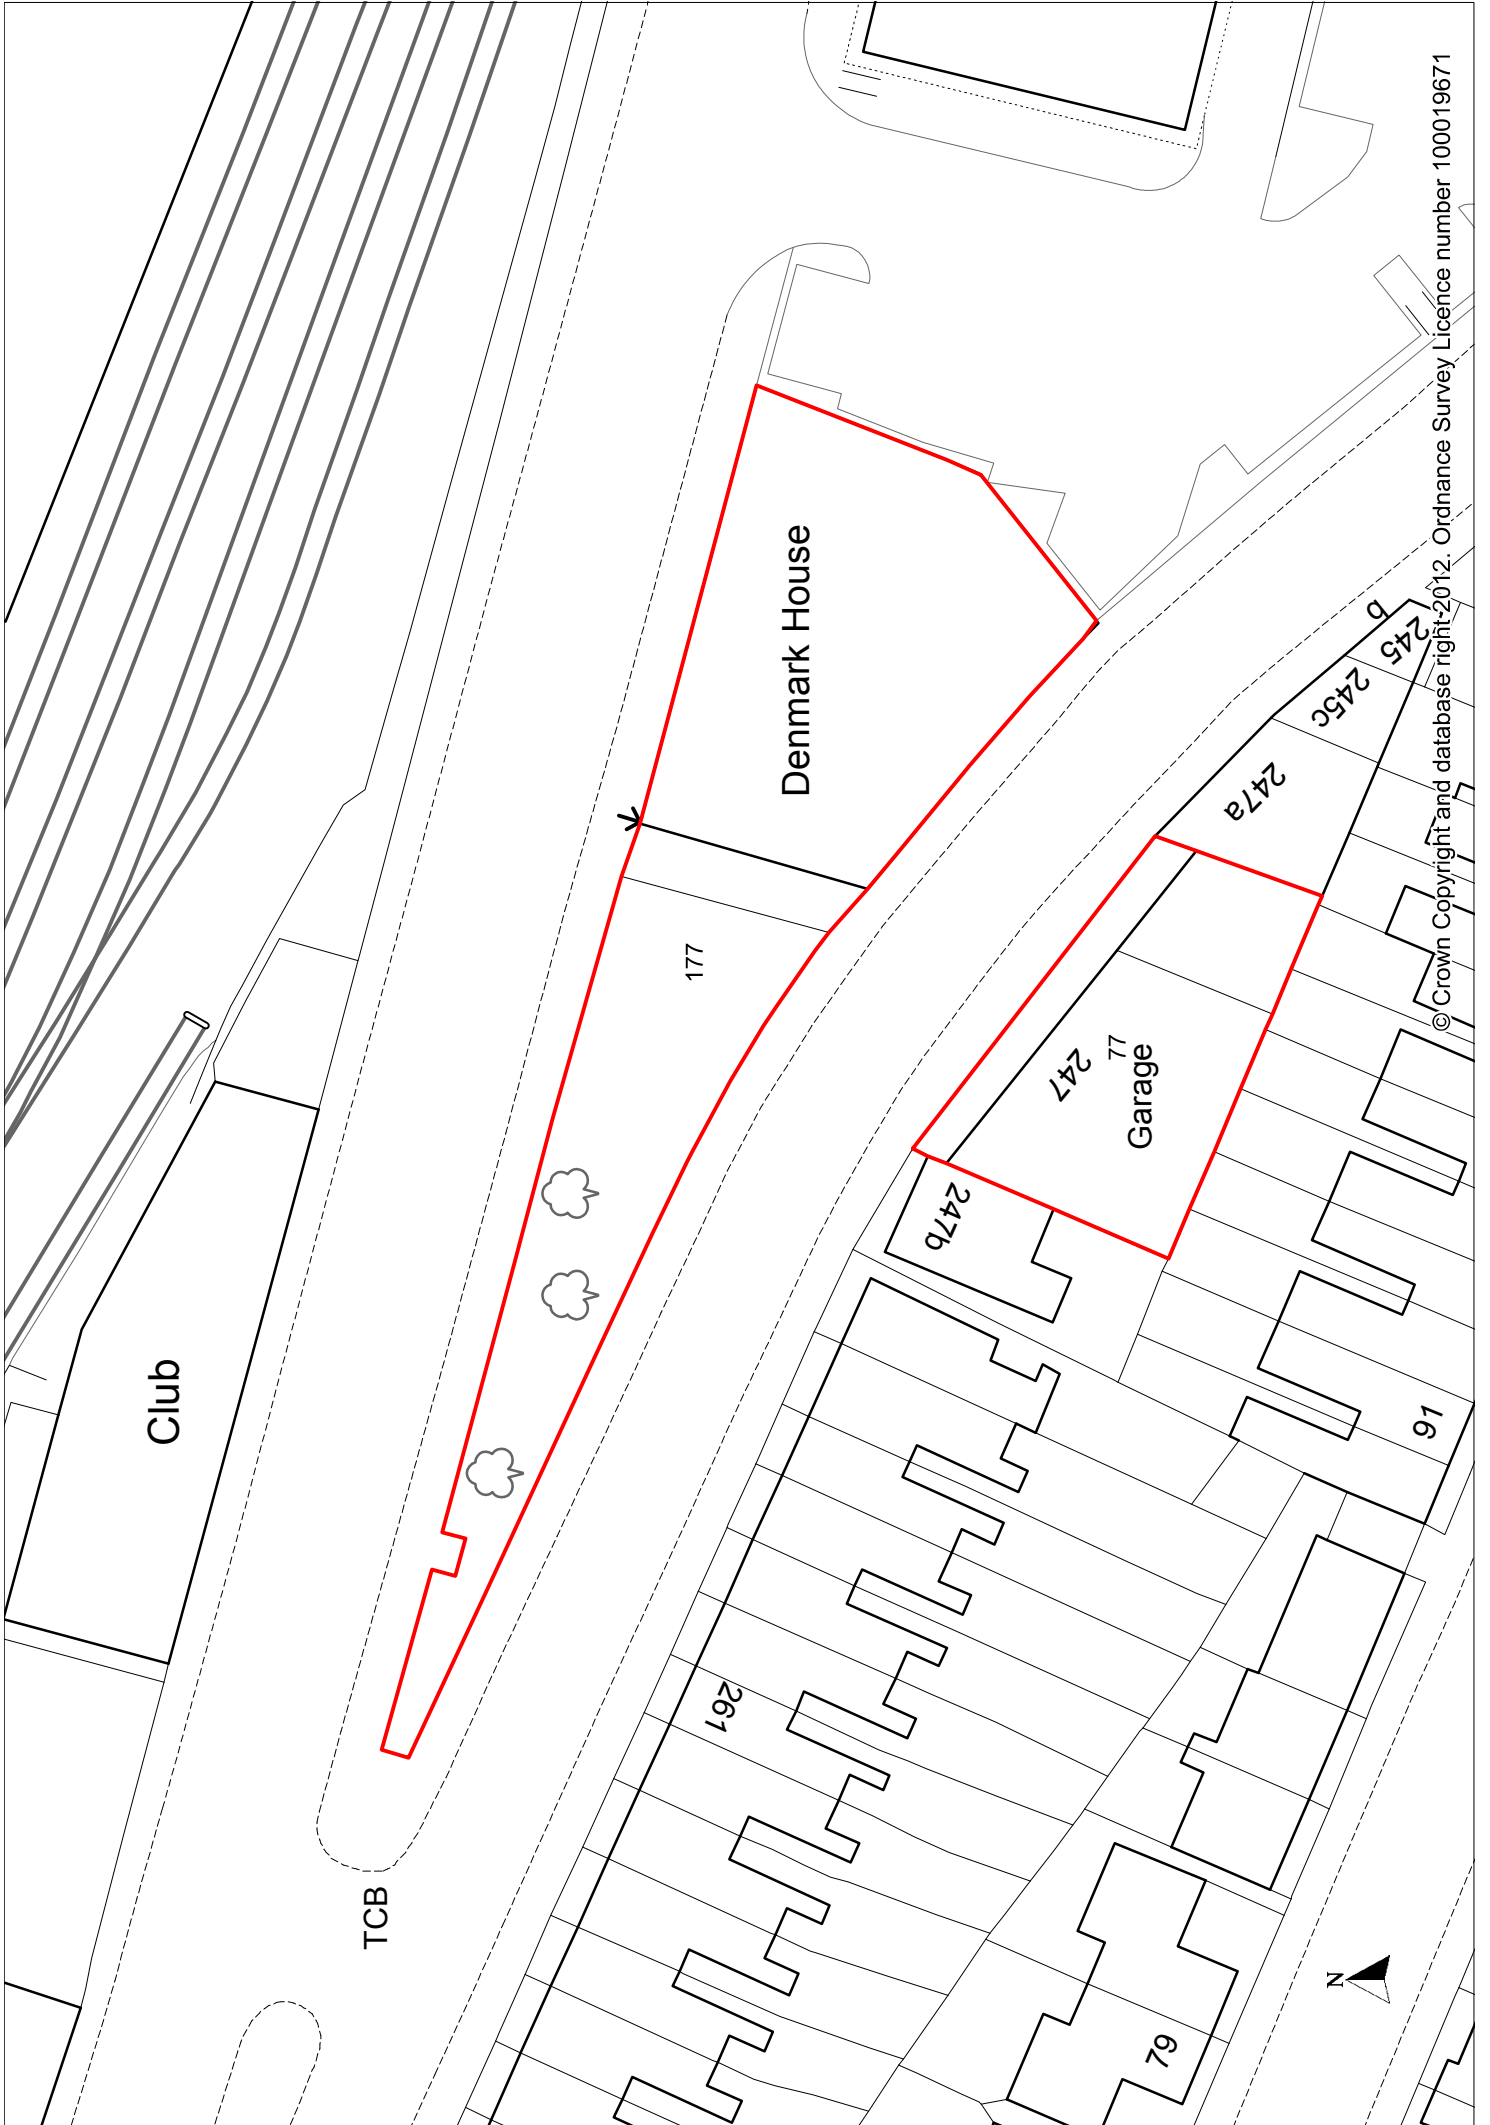 Club
TCB
Denmark House
177
b
245
245c
247a
247
77
Garage
247b
261
91
79
N
© Crown Copyright and database right 2012. Ordnance Survey Licence number 100019671